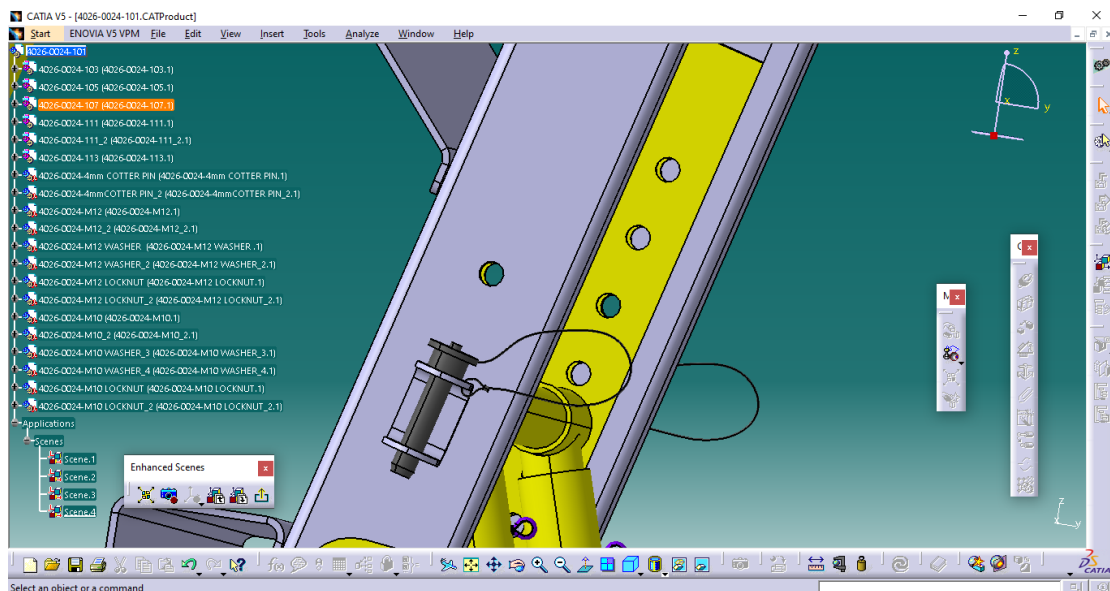 CATIA V5 - [4026-0024-101.CATProduct]
Start ENOVIA V5 VPM File Edit View Insert Tools Analyze Window Help
4026-0024-101
4026-0024-103 (4026-0024-103.1)
4026-0024-105 (4026-0024-105.1)
4026-0024-107 (4026-0024-107.1)
4026-0024-111 (4026-0024-111.1)
4026-0024-111_2 (4026-0024-111_2.1)
4026-0024-113 (4026-0024-113.1)
4026-0024-4mm COTTER PIN (4026-0024-4mm COTTER PIN.1)
4026-0024-4mmCOTTER PIN_2 (4026-0024-4mmCOTTER PIN_2.1)
4026-0024-M12 (4026-0024-M12.1)
4026-0024-M12_2 (4026-0024-M12_2.1)
4026-0024-M12 WASHER (4026-0024-M12 WASHER .1)
4026-0024-M12 WASHER_2 (4026-0024-M12 WASHER_2.1)
4026-0024-M12 LOCKNUT (4026-0024-M12 LOCKNUT.1)
4026-0024-M12 LOCKNUT_2 (4026-0024-M12 LOCKNUT_2.1)
4026-0024-M10 (4026-0024-M10.1)
4026-0024-M10_2 (4026-0024-M10_2.1)
4026-0024-M10 WASHER_3 (4026-0024-M10 WASHER_3.1)
4026-0024-M10 WASHER_4 (4026-0024-M10 WASHER_4.1)
4026-0024-M10 LOCKNUT (4026-0024-M10 LOCKNUT.1)
4026-0024-M10 LOCKNUT_2 (4026-0024-M10 LOCKNUT_2.1)
Applications
Scenes
Scene.1
Scene.2
Scene.3
Scene.4
Enhanced Scenes
z
x
y
M
z
y
f(x)
CATIA
Select an object or a command